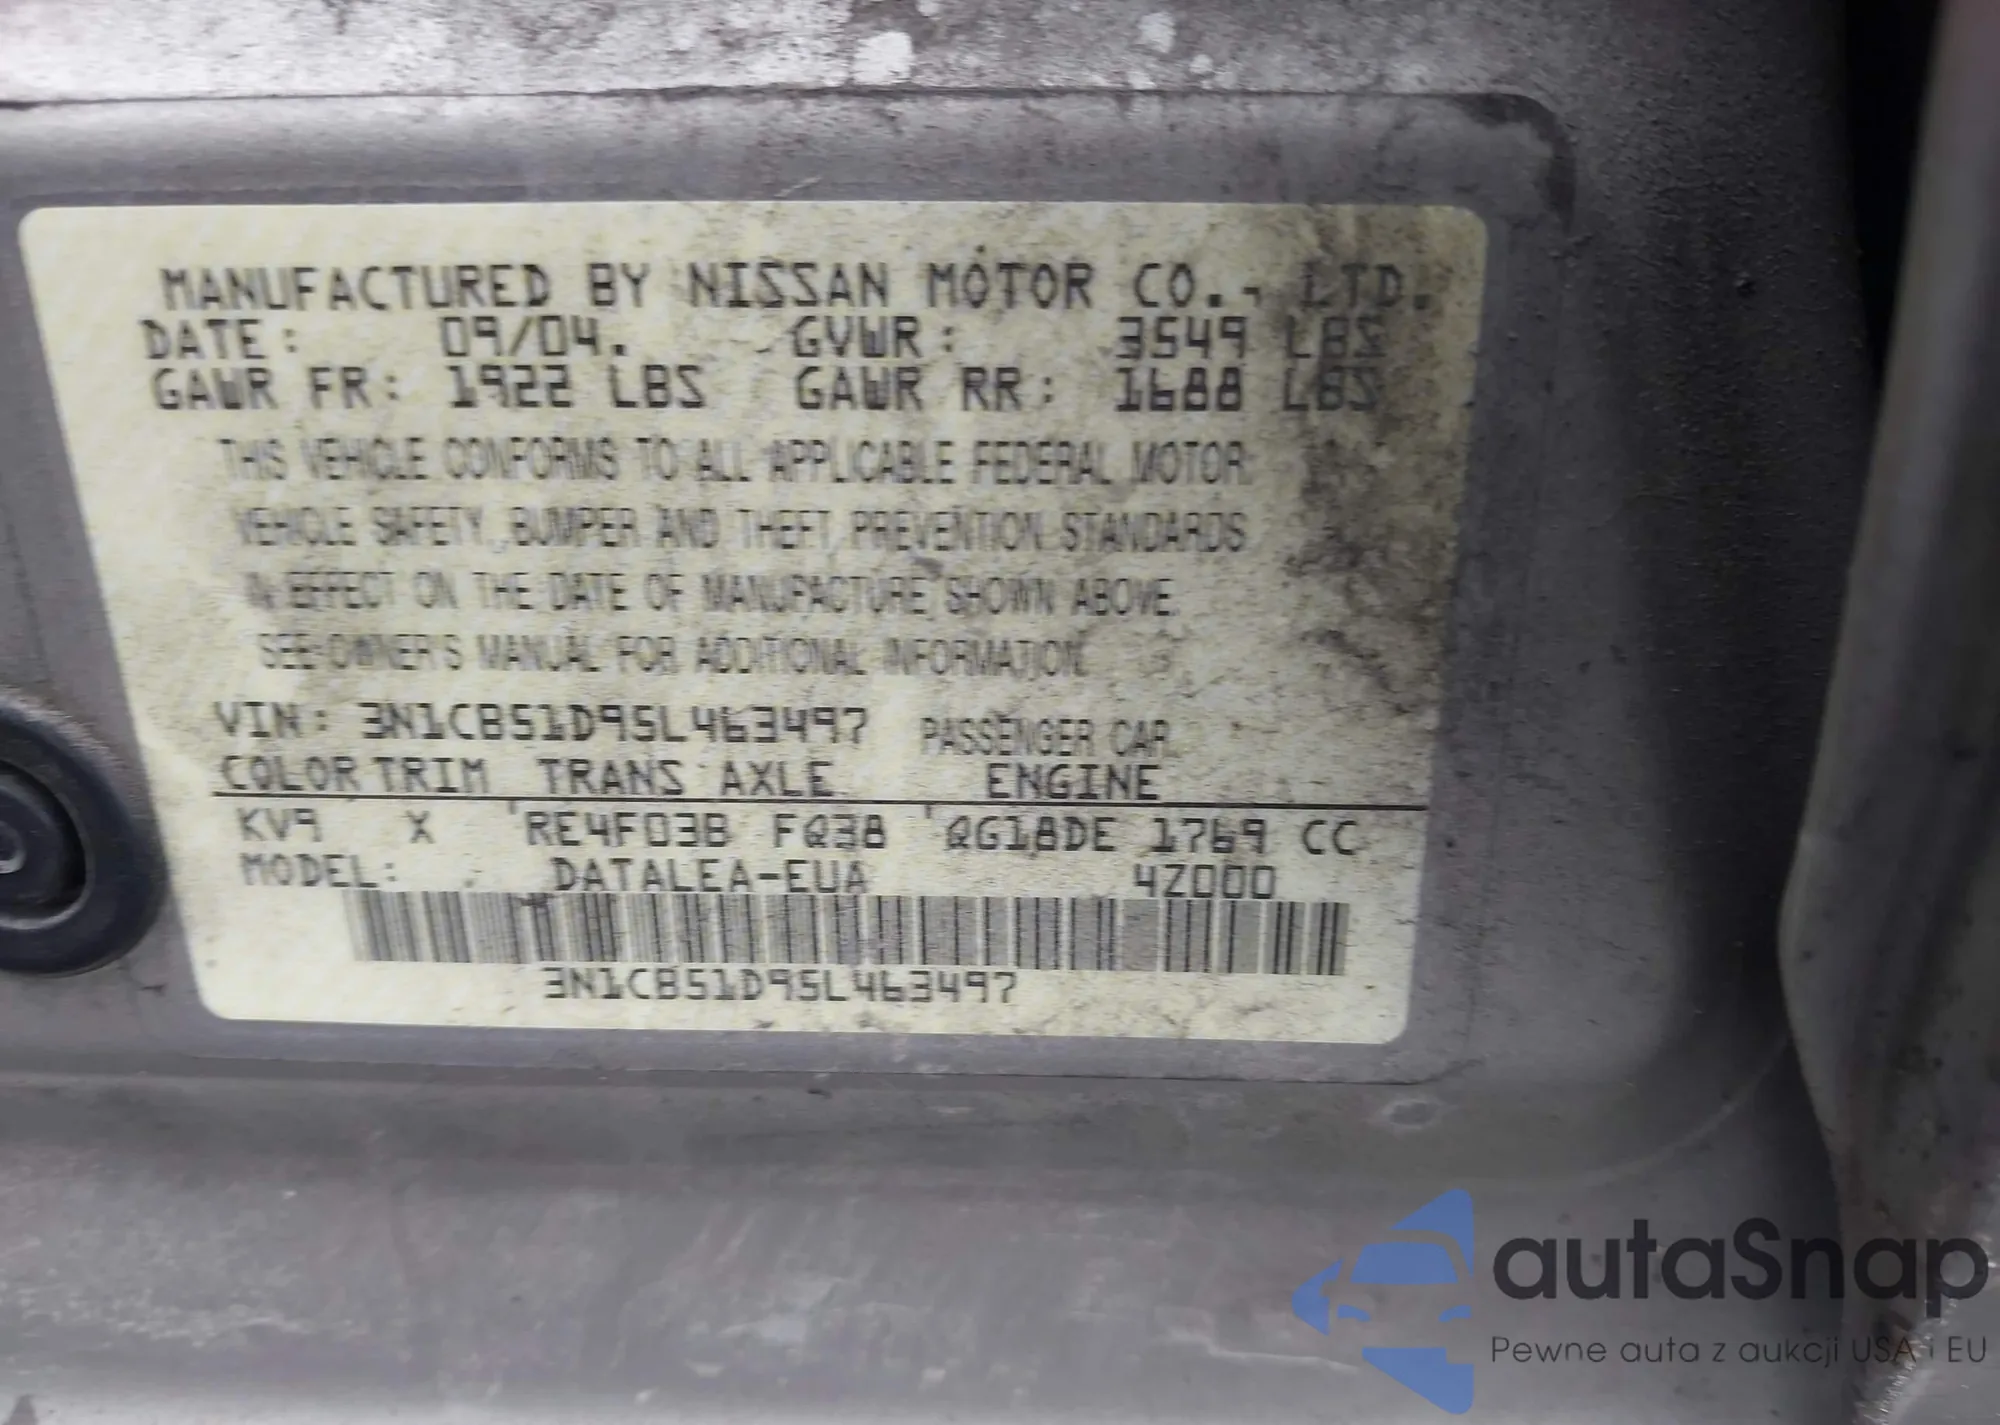 MANUFACTURED BY NISSAN MOTOR CO., LTD.
DATE: 09/04. GVWR: 3549 LBS
GAWR FR: 1922 LBS GAWR RR: 1688 LBS
THIS VEHICLE CONFORMS TO ALL APPLICABLE FEDERAL MOTOR
VEHICLE SAFETY, BUMPER AND THEFT PREVENTION STANDARDS
IN EFFECT ON THE DATE OF MANUFACTURE SHOWN ABOVE.
SEE OWNER'S MANUAL FOR ADDITIONAL INFORMATION.
VIN: 3N1CB51D95L463497 PASSENGER CAR
COLOR TRIM TRANS AXLE ENGINE
KV9 X RE4F03B FQ38 QG18DE 1769 CC
MODEL: DATALEA-EUA 4Z000
3N1CB51D95L463497
autaSnap
Pewne auta z aukcji USA i EU